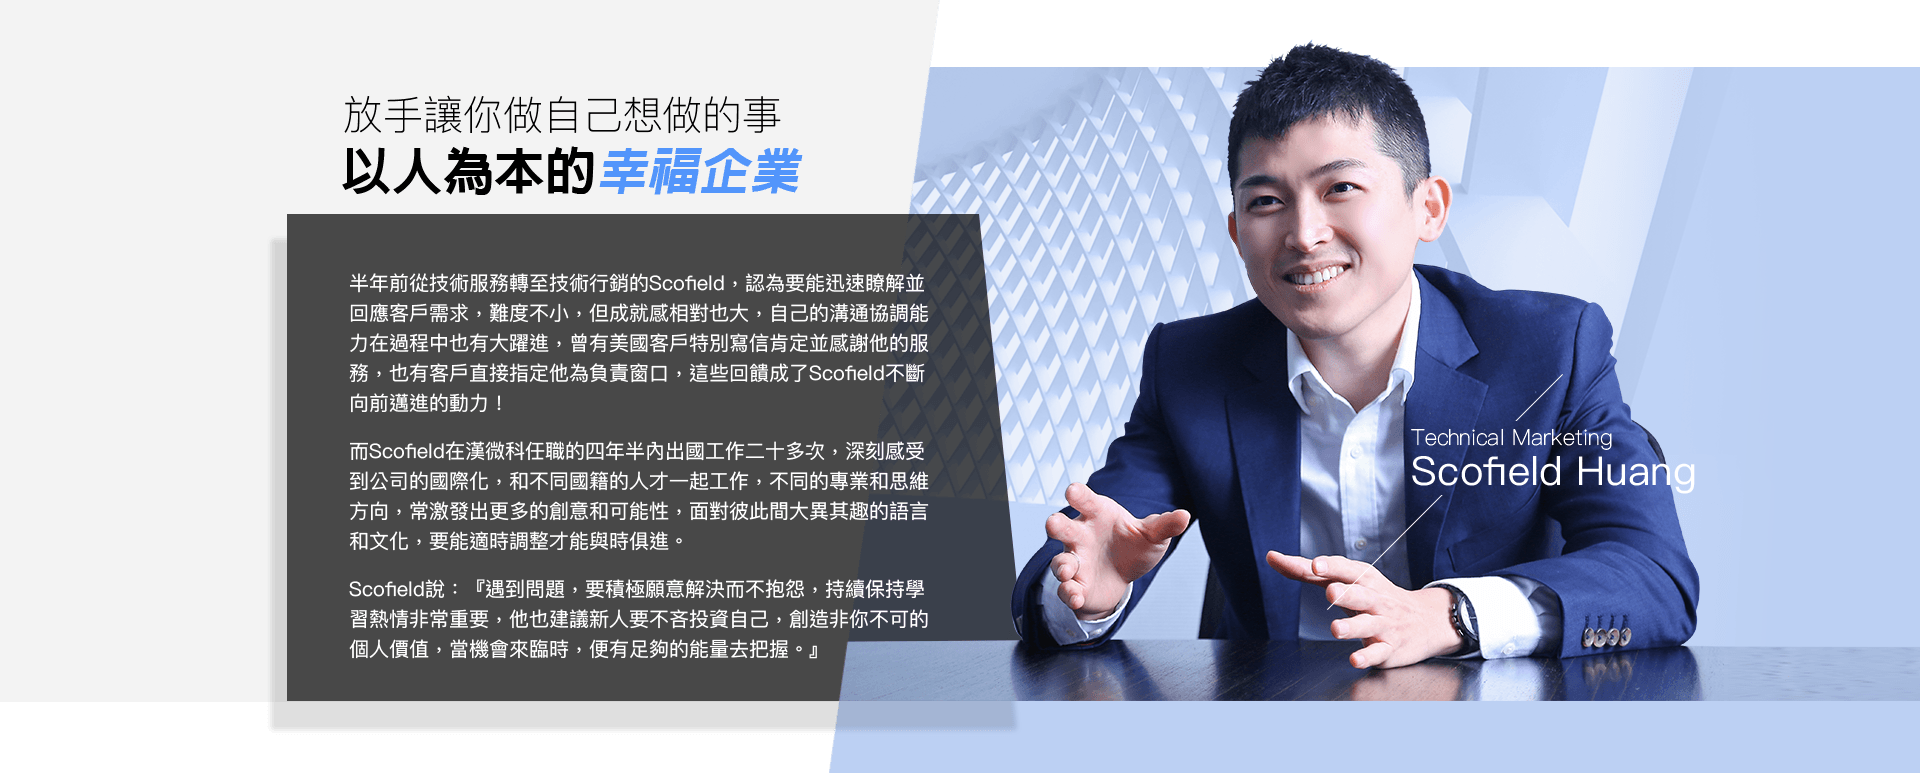 放手讓你做自己想做的事
以人為本的幸福企業
半年前從技術服務轉至技術行銷的Scofield，認為要能迅速瞭解並
回應客戶需求，難度不小，但成就感相對也大，自己的溝通協調能
力在過程中也有大躍進，曾有美國客戶特別寫信肯定並感謝他的服
務，也有客戶直接指定他為負責窗口，這些回饋成了Scofield不斷
向前邁進的動力！
而Scofield在漢微科任職的四年半內出國工作二十多次，深刻感受
到公司的國際化，和不同國籍的人才一起工作，不同的專業和思維
方向，常激發出更多的創意和可能性，面對彼此間大異其趣的語言
和文化，要能適時調整才能與時俱進。
Scofield說：『遇到問題，要積極願意解決而不抱怨，持續保持學
習熱情非常重要，他也建議新人要不吝投資自己，創造非你不可的
個人價值，當機會來臨時，便有足夠的能量去把握。』
Technical Marketing
Scofield Huang